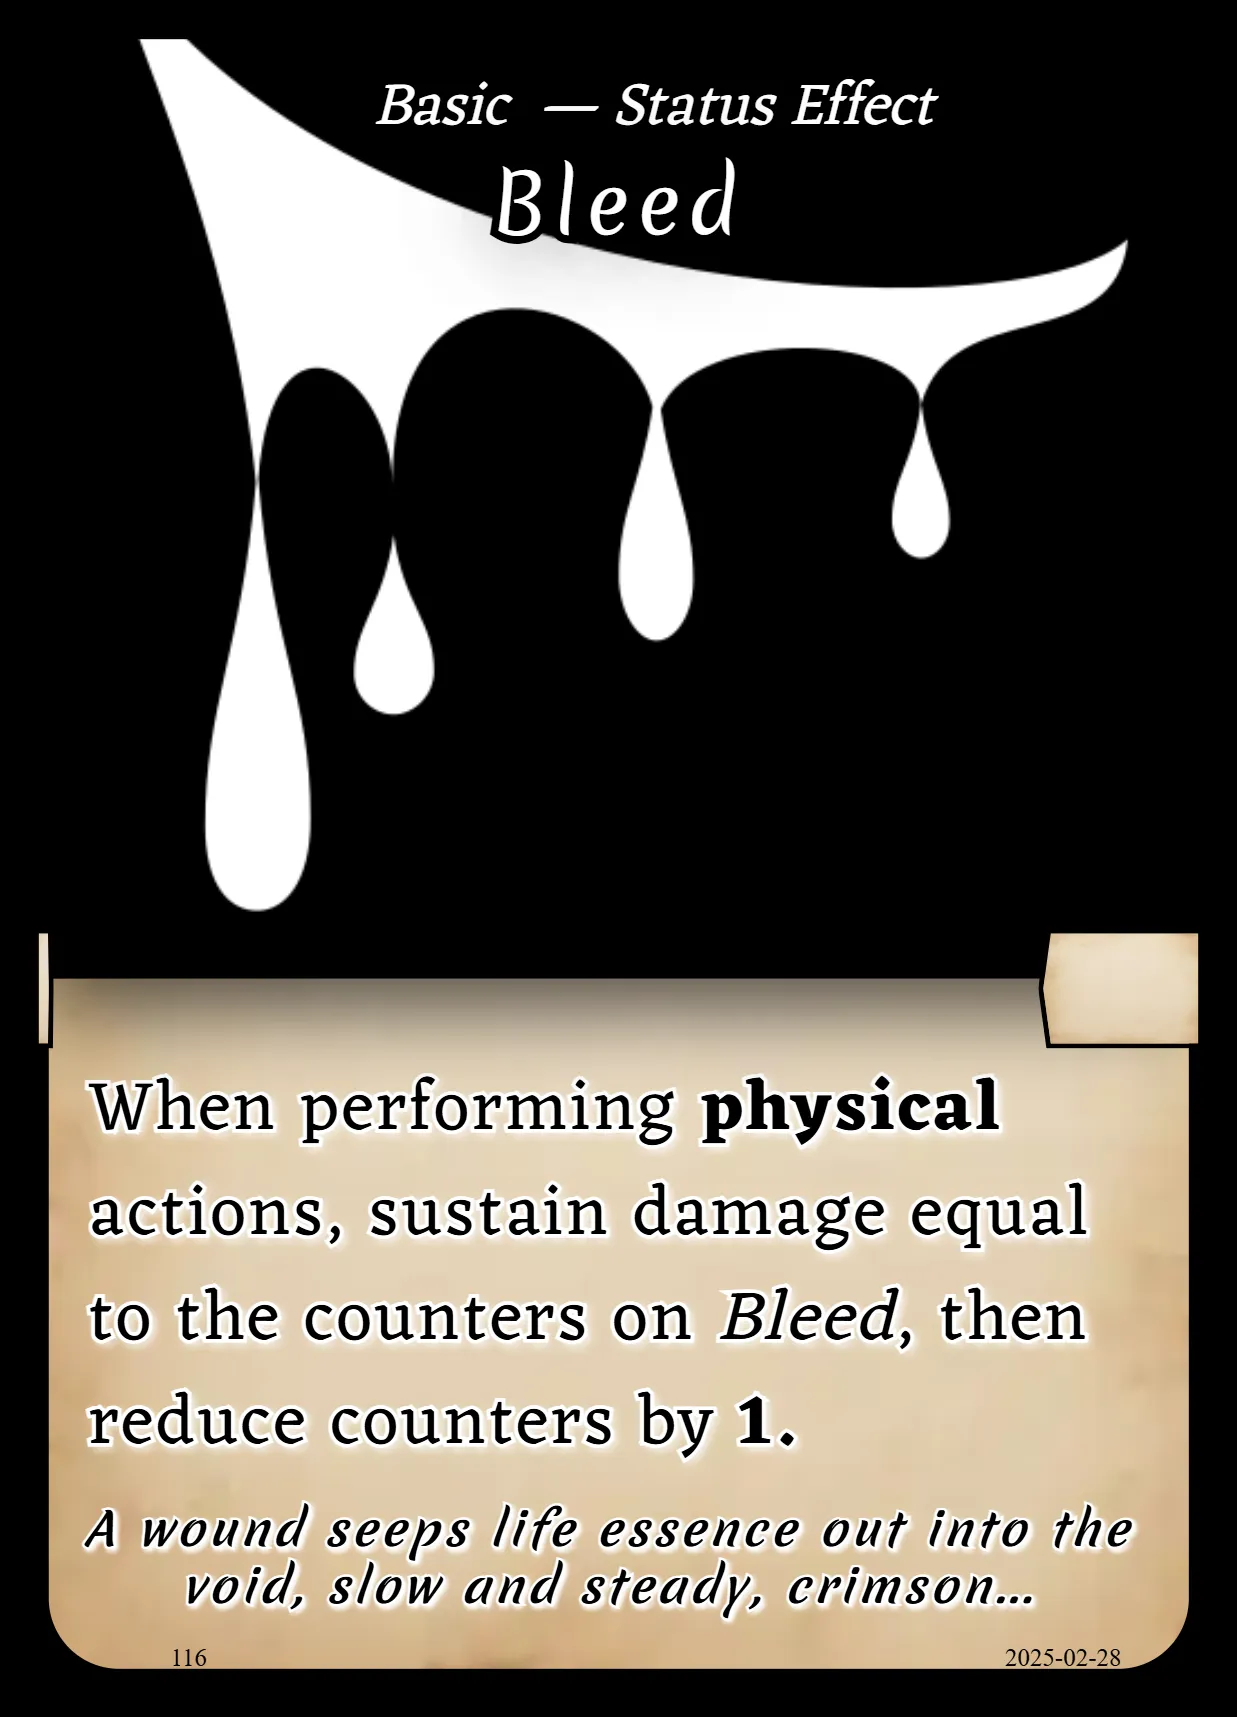 Basic — Status Effect
Bleed
When performing physical
actions, sustain damage equal
to the counters on Bleed, then
reduce counters by 1.
A wound seeps life essence out into the
void, slow and steady, crimson...
116
2025-02-28